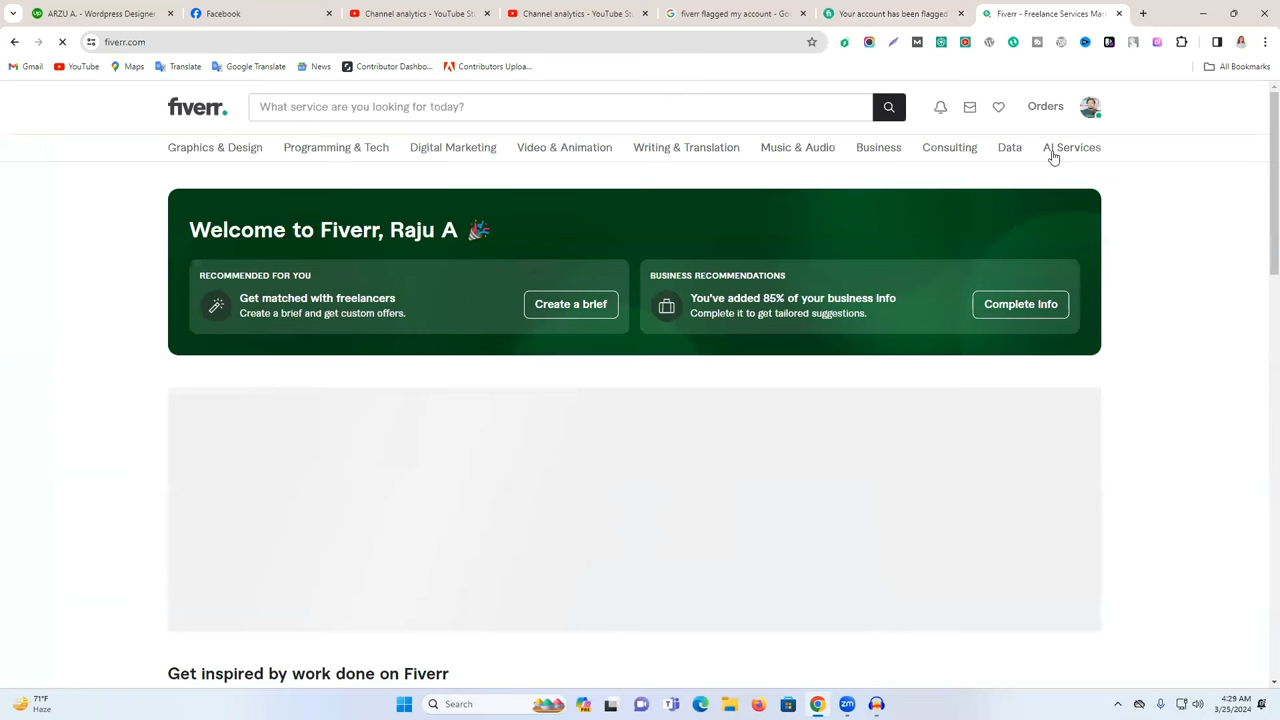 ARZU A. - Wordpress Designer
Facebook
Channel analytics - YouTube St
Channel analytics - YouTube St
fiverr flagged my account - Goo
Your account has been flagged
Fiverr - Freelance Services Mark
fiverr.com
Gmail
YouTube
Maps
Translate
Google Translate
News
Contributor Dashbo...
Contributors Uploa...
All Bookmarks
fiverr.
What service are you looking for today?
Orders
Graphics & Design
Programming & Tech
Digital Marketing
Video & Animation
Writing & Translation
Music & Audio
Business
Consulting
Data
AI Services
Welcome to Fiverr, Raju A
RECOMMENDED FOR YOU
Get matched with freelancers
Create a brief and get custom offers.
Create a brief
BUSINESS RECOMMENDATIONS
You've added 85% of your business info
Complete it to get tailored suggestions.
Complete info
Get inspired by work done on Fiverr
71°F
Haze
Search
4:29 AM
3/25/2024